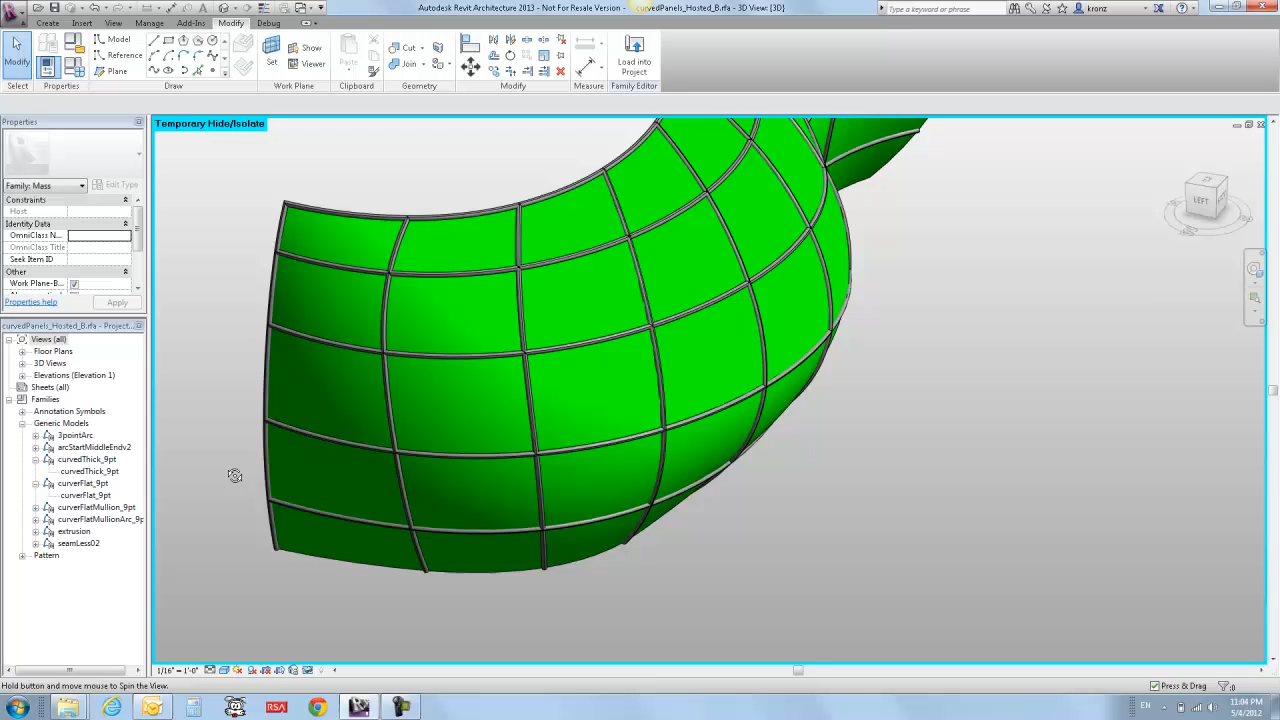 Autodesk Revit Architecture 2013 - Not For Resale Version - curvedPanels_Hosted_B.rfa - 3D View: {3D}
Type a keyword or phrase
kronz
Create Insert View Manage Add-Ins Modify Debug
Modify
Model
Reference
Plane
Set
Show
Viewer
Paste
Cut
Join
Load into
Project
Select Properties Draw Work Plane Clipboard Geometry Modify Measure Family Editor
Properties
Family: Mass
Edit Type
Constraints
Host
Identity Data
OmniClass N...
OmniClass Title
Seek Item ID
Other
Work Plane-B...
Properties help
Apply
curvedPanels_Hosted_B.rfa - Project...
Views (all)
Floor Plans
3D Views
Elevations (Elevation 1)
Sheets (all)
Families
Annotation Symbols
Generic Models
3pointArc
arcStartMiddleEndv2
curvedThick_9pt
curvedThick_9pt
curverFlat_9pt
curverFlat_9pt
curverFlatMullion_9pt
curverFlatMullionArc_9p
extrusion
seamLess02
Pattern
Temporary Hide/Isolate
LEFT
1/16" = 1'-0"
Hold button and move mouse to Spin the View.
Press & Drag
:0
RSA
EN
11:04 PM
5/4/2012